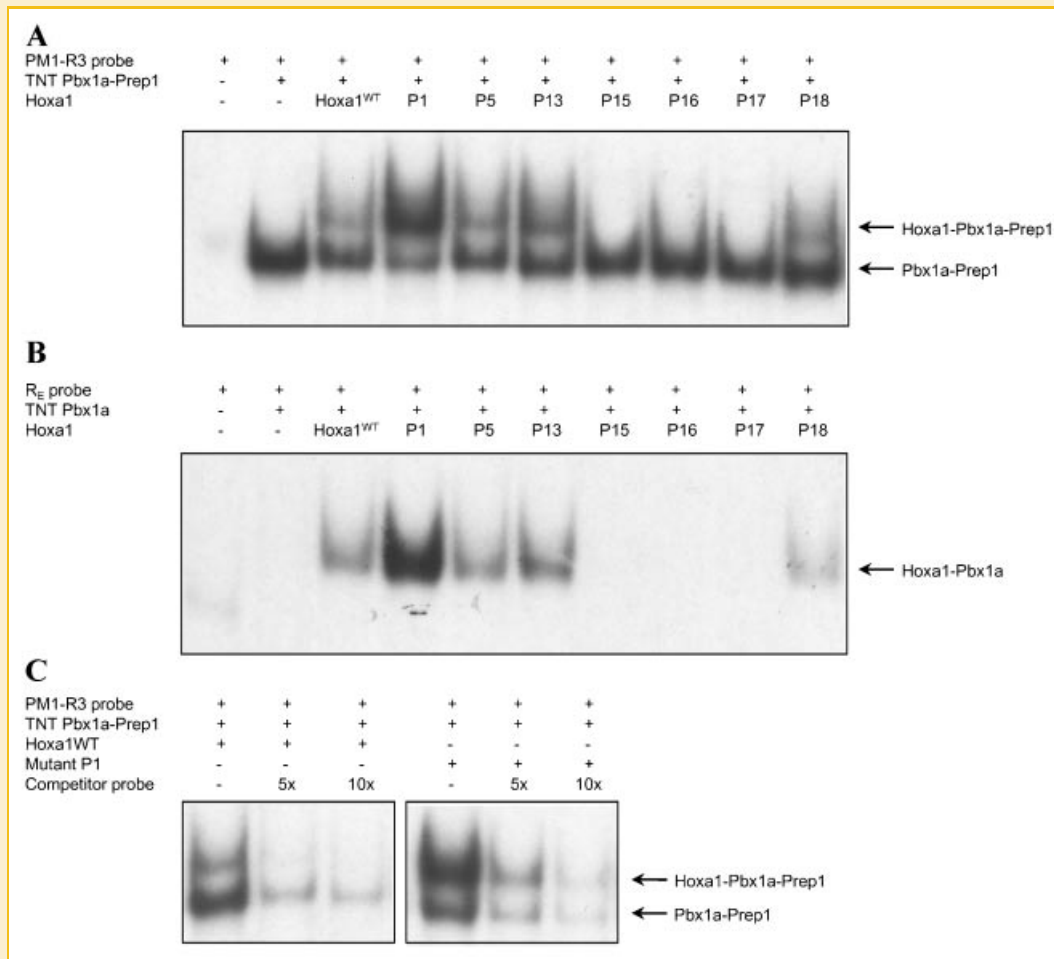 A
PM1-R3 probe + + + + + + + + + +
TNT Pbx1a-Prep1 - + + + + + + + + +
Hoxa1 - - Hoxa1WT P1 P5 P13 P15 P16 P17 P18
Hoxa1-Pbx1a-Prep1
Pbx1a-Prep1
B
RE probe + + + + + + + + + +
TNT Pbx1a - + + + + + + + + +
Hoxa1 - - Hoxa1WT P1 P5 P13 P15 P16 P17 P18
Hoxa1-Pbx1a
C
PM1-R3 probe + + + + + +
TNT Pbx1a-Prep1 + + + + + +
Hoxa1WT + + + - - -
Mutant P1 - - - + + +
Competitor probe - 5x 10x - 5x 10x
Hoxa1-Pbx1a-Prep1
Pbx1a-Prep1